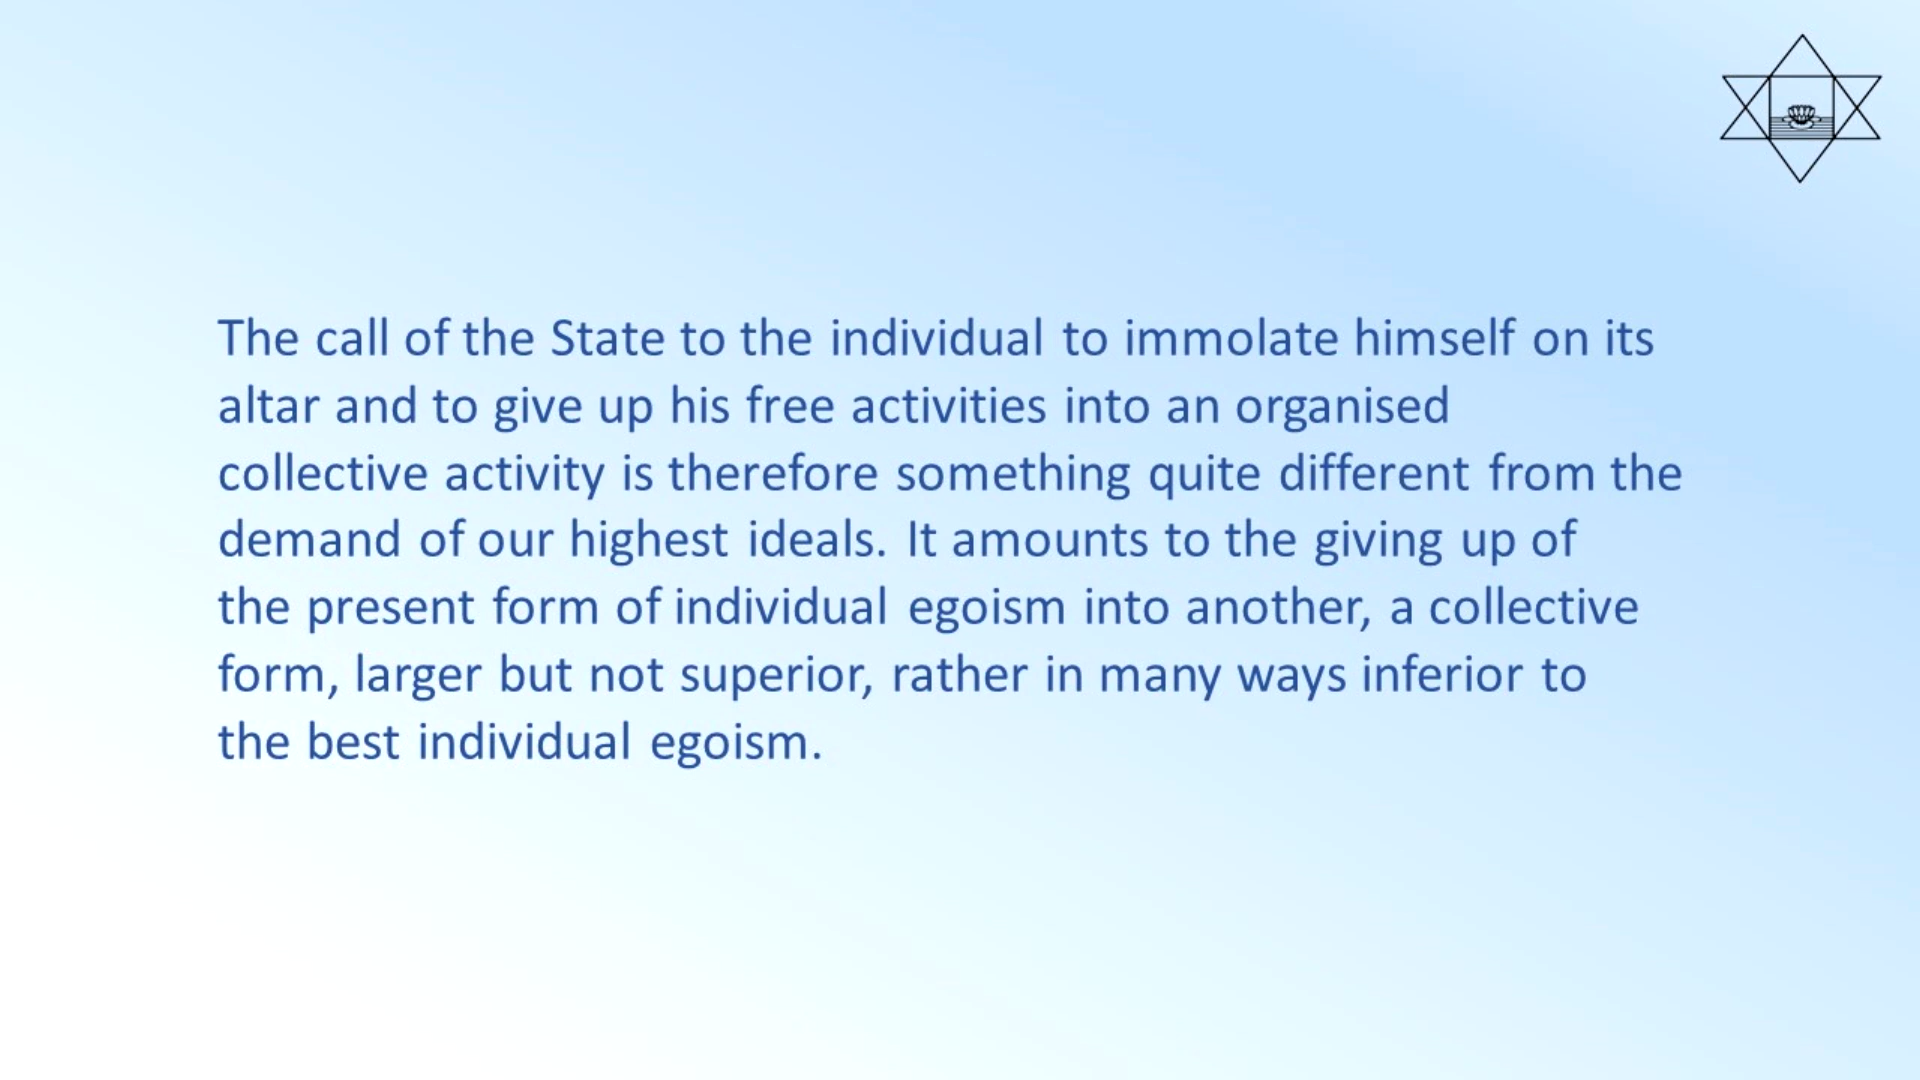 The call of the State to the individual to immolate himself on its
altar and to give up his free activities into an organised
collective activity is therefore something quite different from the
demand of our highest ideals. It amounts to the giving up of
the present form of individual egoism into another, a collective
form, larger but not superior, rather in many ways inferior to
the best individual egoism.